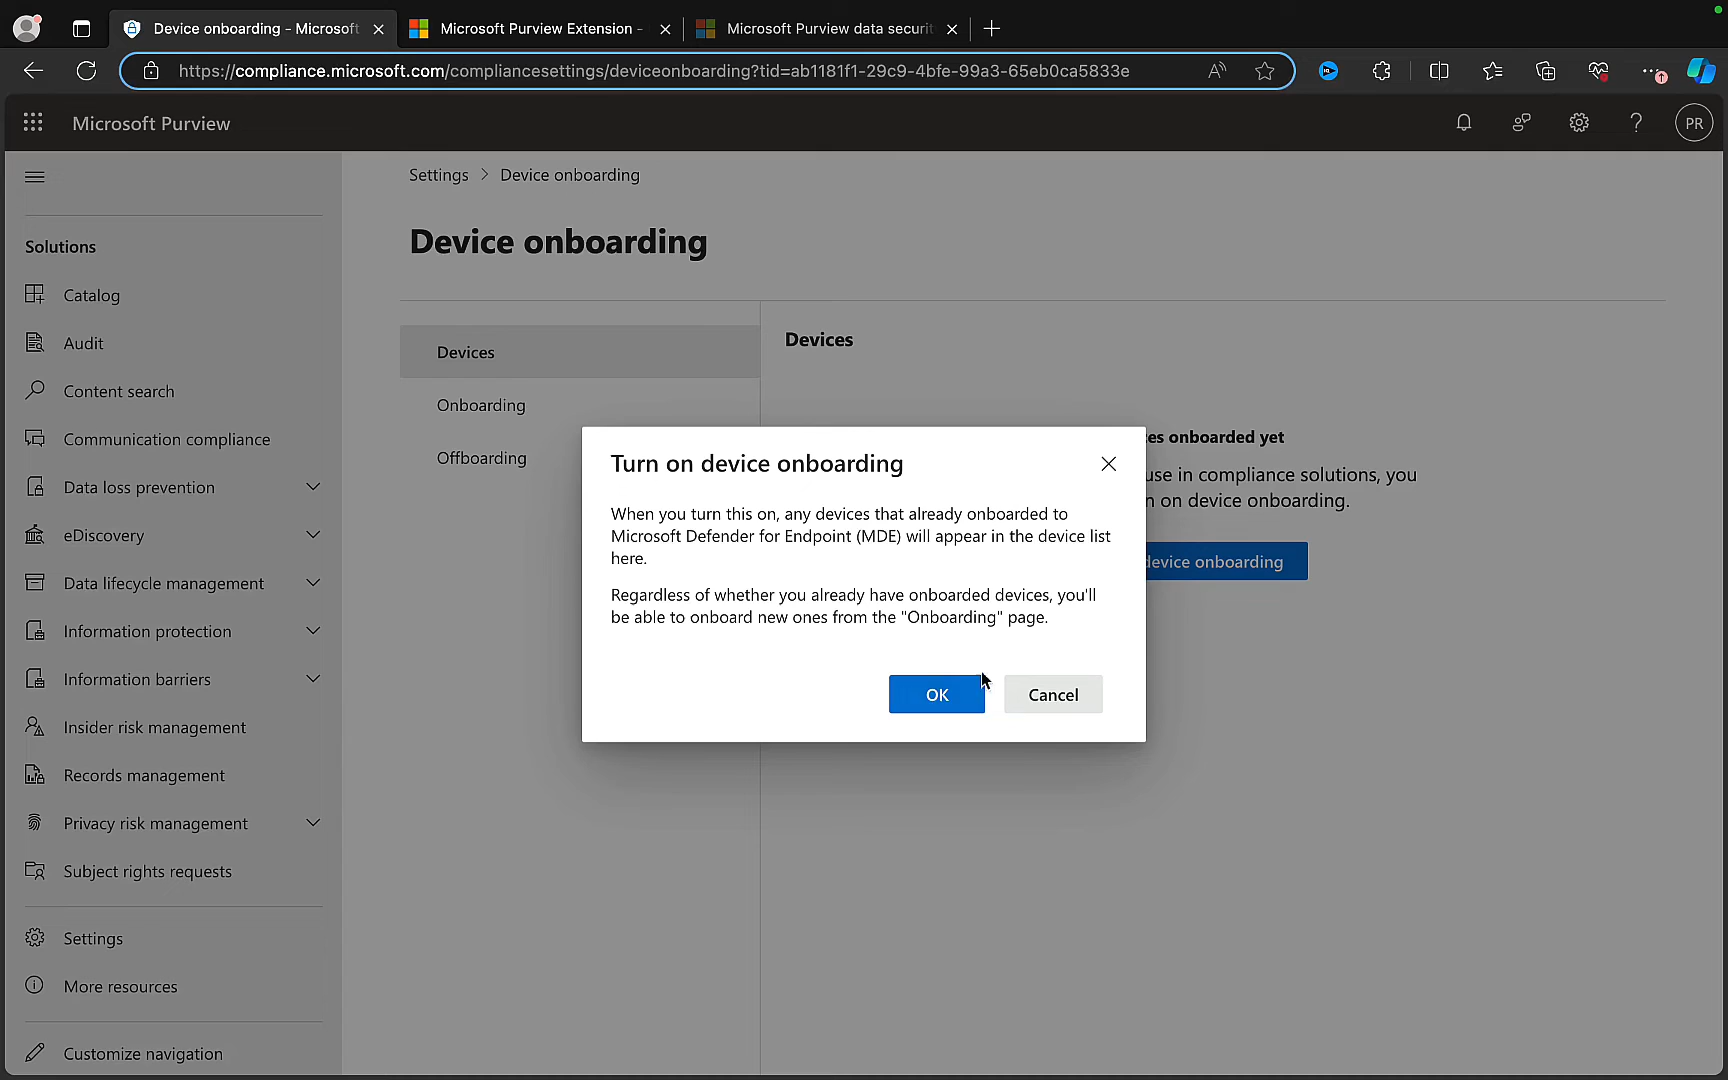 Device onboarding - Microsoft
Microsoft Purview Extension -
Microsoft Purview data securit
https://compliance.microsoft.com/compliancesettings/deviceonboarding?tid=ab1181f1-29c9-4bfe-99a3-65eb0ca5833e
Microsoft Purview
PR
Solutions
Catalog
Audit
Content search
Communication compliance
Data loss prevention
eDiscovery
Data lifecycle management
Information protection
Information barriers
Insider risk management
Records management
Privacy risk management
Subject rights requests
Settings
More resources
Customize navigation
Settings > Device onboarding
Device onboarding
Devices
Onboarding
Offboarding
Devices
es onboarded yet
use in compliance solutions, you
n on device onboarding.
device onboarding
Turn on device onboarding
When you turn this on, any devices that already onboarded to
Microsoft Defender for Endpoint (MDE) will appear in the device list
here.
Regardless of whether you already have onboarded devices, you'll
be able to onboard new ones from the "Onboarding" page.
OK
Cancel